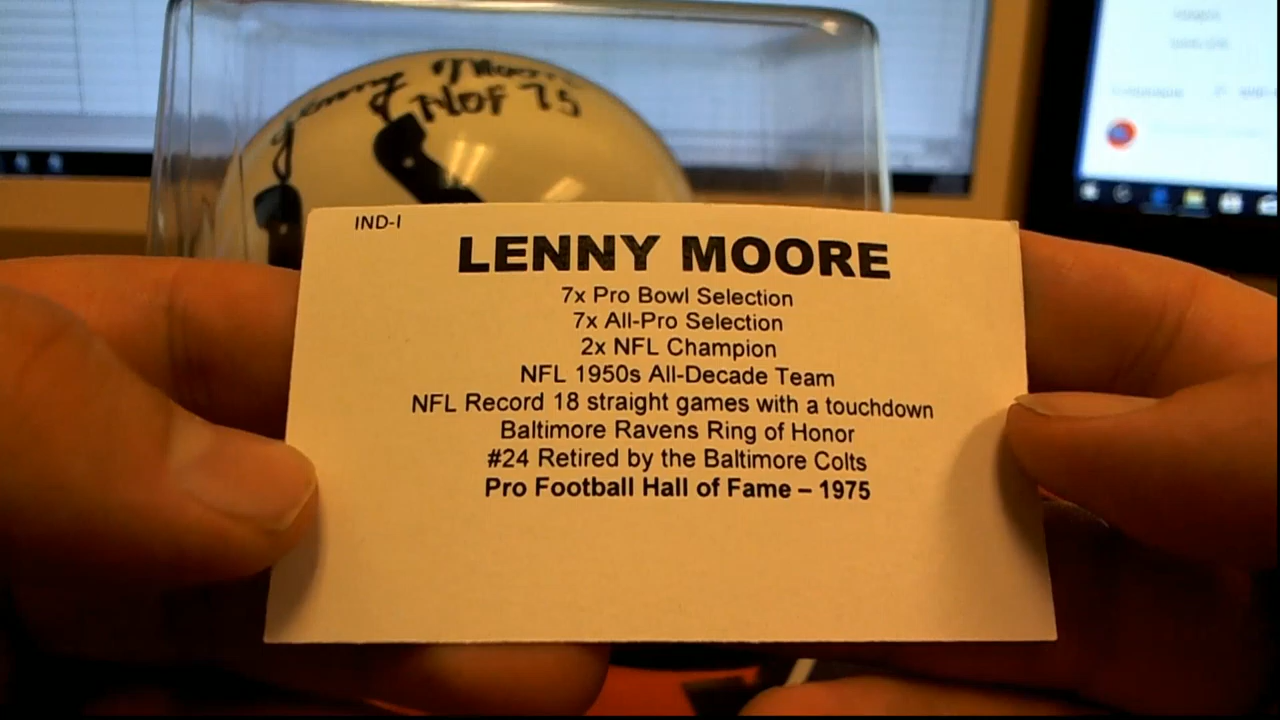 Lenny Moore
HOF 75
IND-I
LENNY MOORE
7x Pro Bowl Selection
7x All-Pro Selection
2x NFL Champion
NFL 1950s All-Decade Team
NFL Record 18 straight games with a touchdown
Baltimore Ravens Ring of Honor
#24 Retired by the Baltimore Colts
Pro Football Hall of Fame – 1975